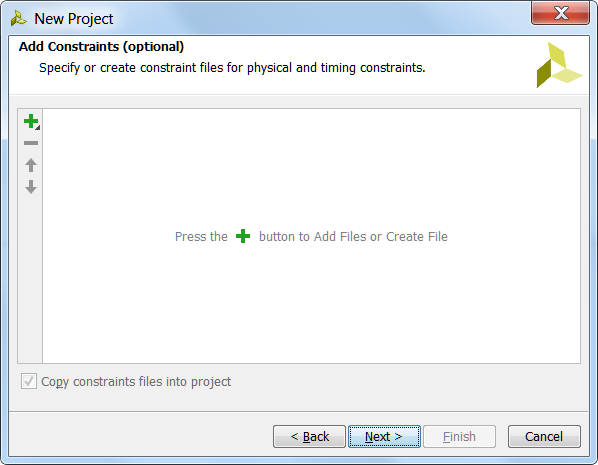 New Project
Add Constraints (optional)
Specify or create constraint files for physical and timing constraints.
Press the button to Add Files or Create File
Copy constraints files into project
< Back Next > Finish Cancel